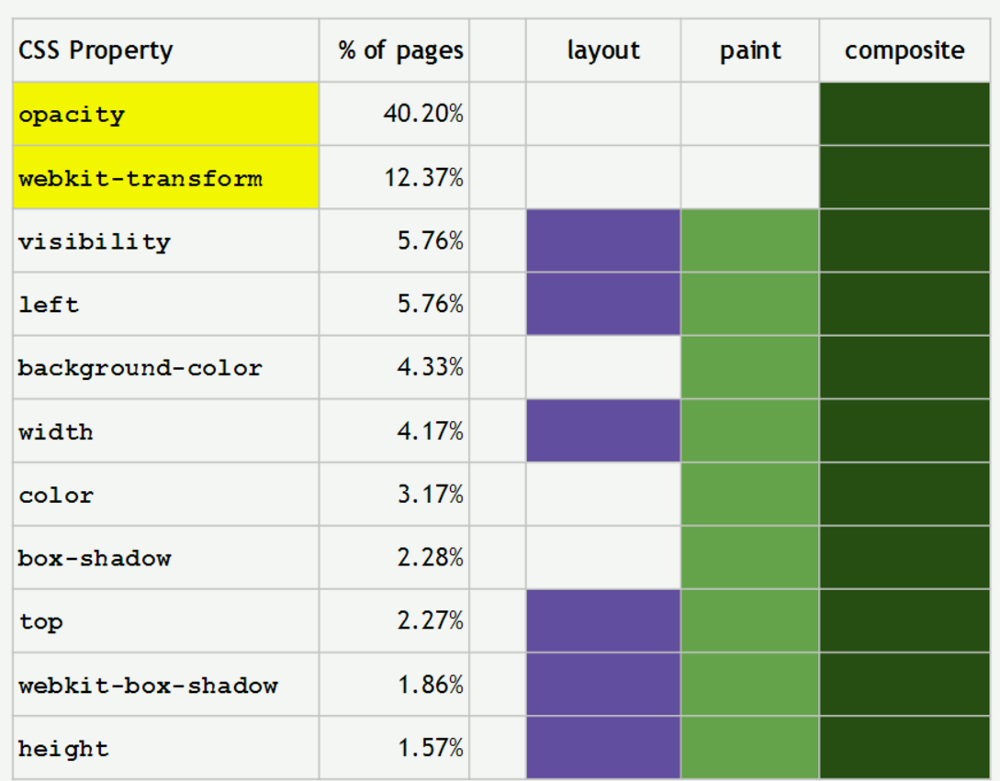 CSS Property % of pages layout paint composite
opacity 40.20%
webkit-transform 12.37%
visibility 5.76%
left 5.76%
background-color 4.33%
width 4.17%
color 3.17%
box-shadow 2.28%
top 2.27%
webkit-box-shadow 1.86%
height 1.57%